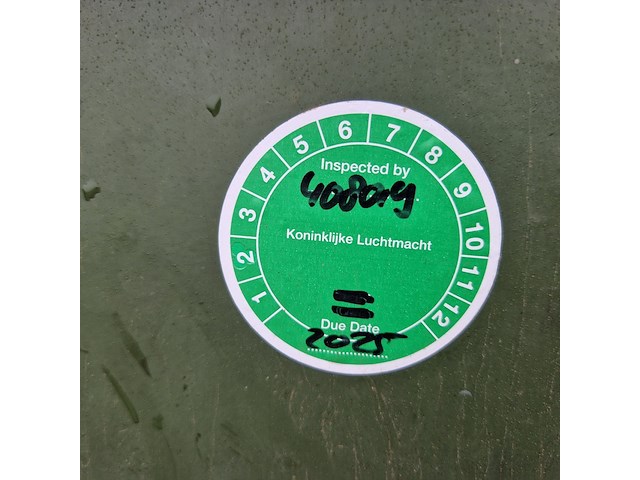 1 2 3 4 5 6 7 8 9 10 11 12
Inspected by
Koninklijke Luchtmacht
Due Date
2025